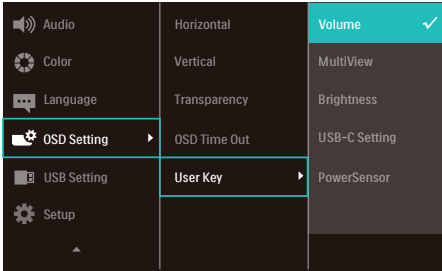 Audio
Color
Language
OSD Setting
USB Setting
Setup
Horizontal
Vertical
Transparency
OSD Time Out
User Key
Volume
MultiView
Brightness
USB-C Setting
PowerSensor